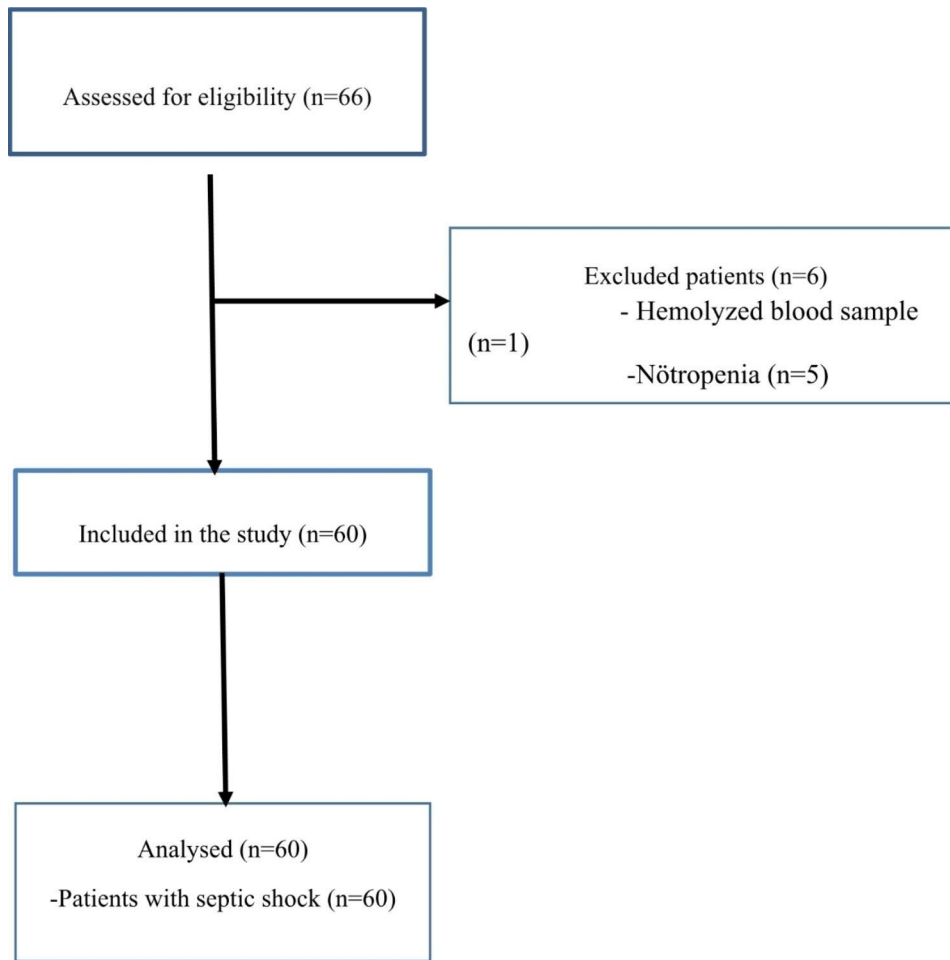 Assessed for eligibility (n=66)
Excluded patients (n=6)
- Hemolyzed blood sample
(n=1)
-Nötropenia (n=5)
Included in the study (n=60)
Analysed (n=60)
-Patients with septic shock (n=60)